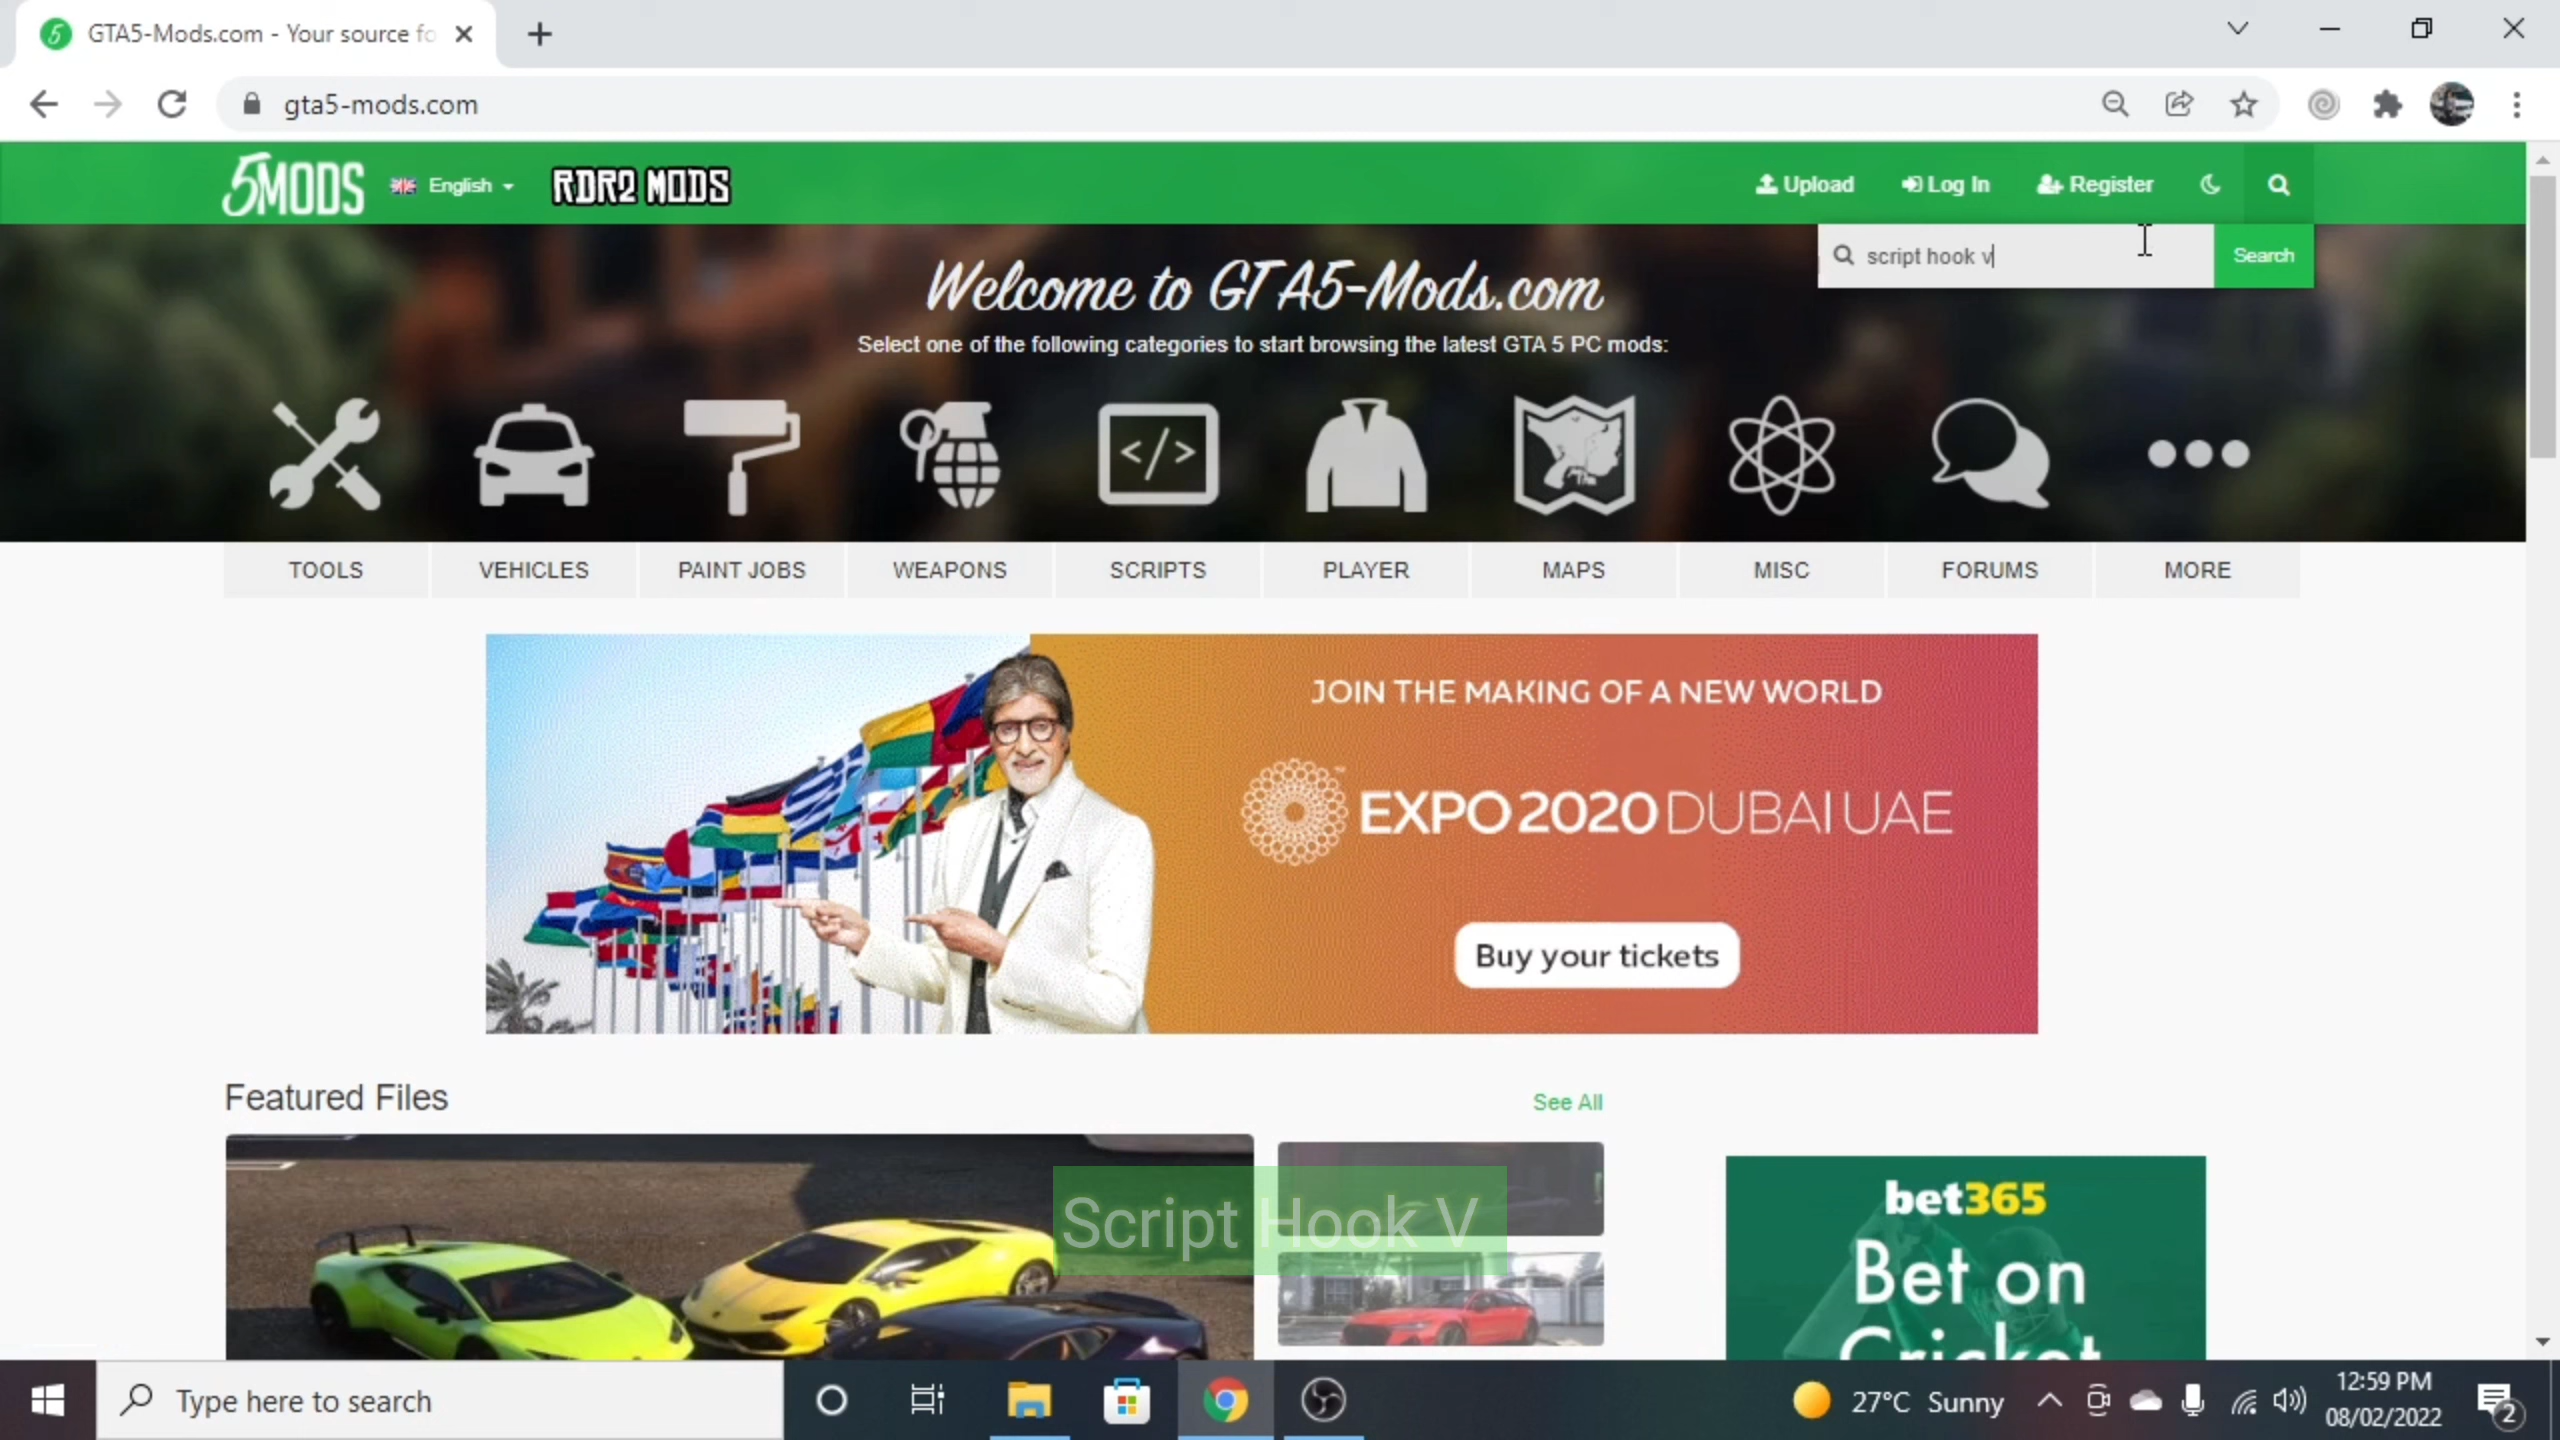 GTA5-Mods.com - Your source fo
gta5-mods.com
5MODS
English
RDR2 MODS
Upload
Log In
Register
script hook v
Search
Welcome to GTA5-Mods.com
Select one of the following categories to start browsing the latest GTA 5 PC mods:
TOOLS
VEHICLES
PAINT JOBS
WEAPONS
SCRIPTS
PLAYER
MAPS
MISC
FORUMS
MORE
JOIN THE MAKING OF A NEW WORLD
EXPO 2020 DUBAI UAE
Buy your tickets
Featured Files
See All
Script Hook V
bet365
Bet on
Cricket
Type here to search
27°C Sunny
12:59 PM
08/02/2022
2